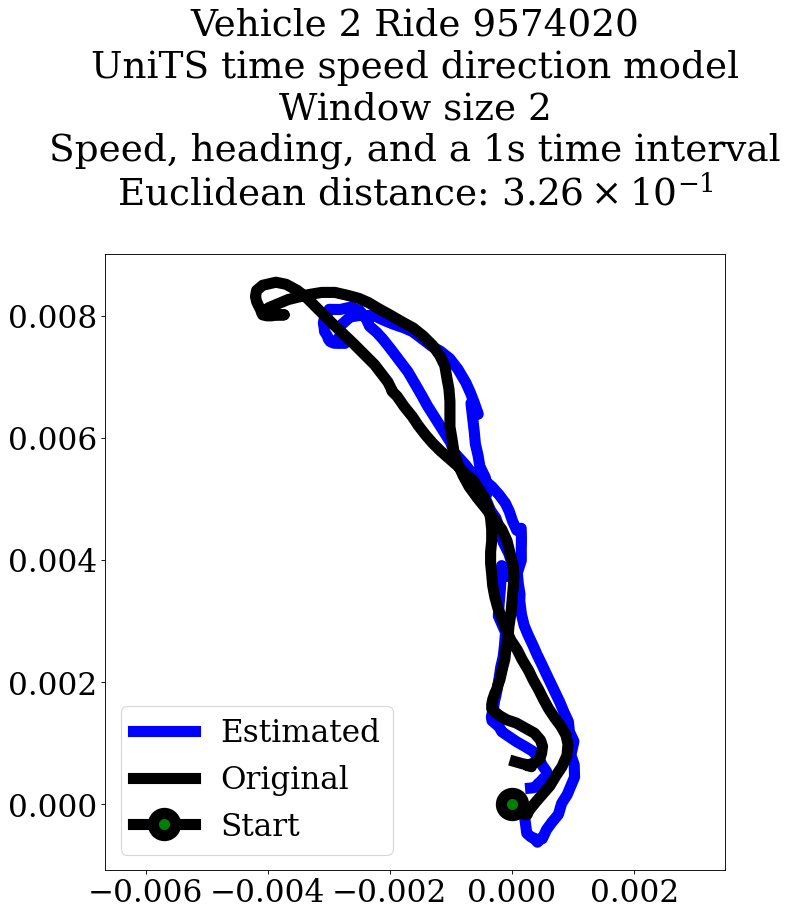 Vehicle 2 Ride 9574020
UniTS time speed direction model
Window size 2
Speed, heading, and a 1s time interval
Euclidean distance: 3.26 × 10⁻¹
0.008
0.006
0.004
0.002
0.000
Estimated
Original
Start
−0.006 −0.004 −0.002 0.000 0.002